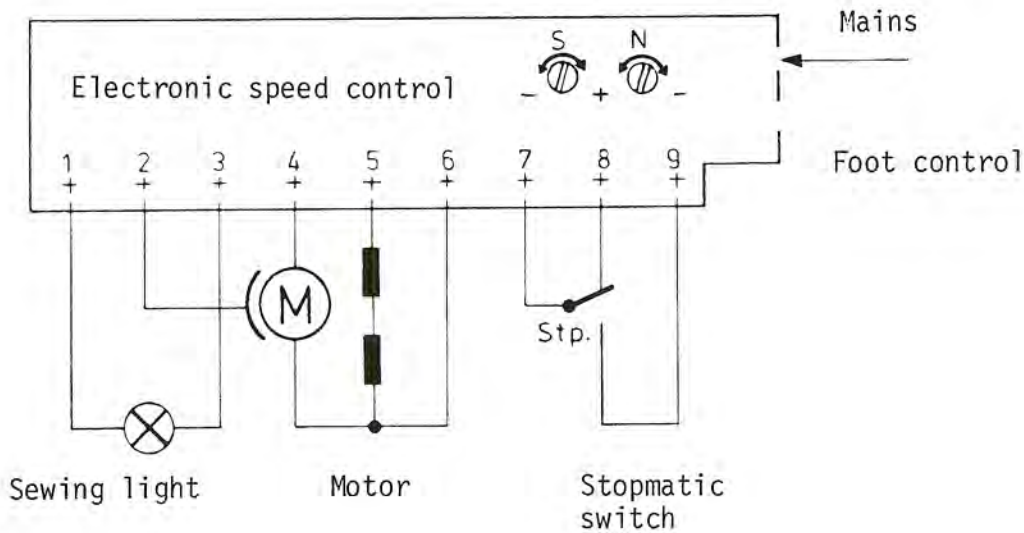 Mains
S N
Electronic speed control
- + -
1 2 3 4 5 6 7 8 9
+ + + + + + + + +
Foot control
M
Stp.
Sewing light
Motor
Stopmatic
switch